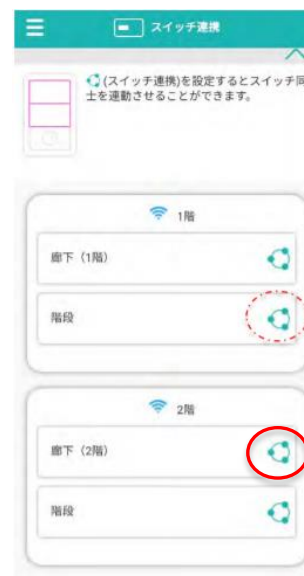 スイッチ連携
(スイッチ連携)を設定するとスイッチ同
士を連動させることができます。
1階
廊下（1階）
階段
2階
廊下（2階）
階段